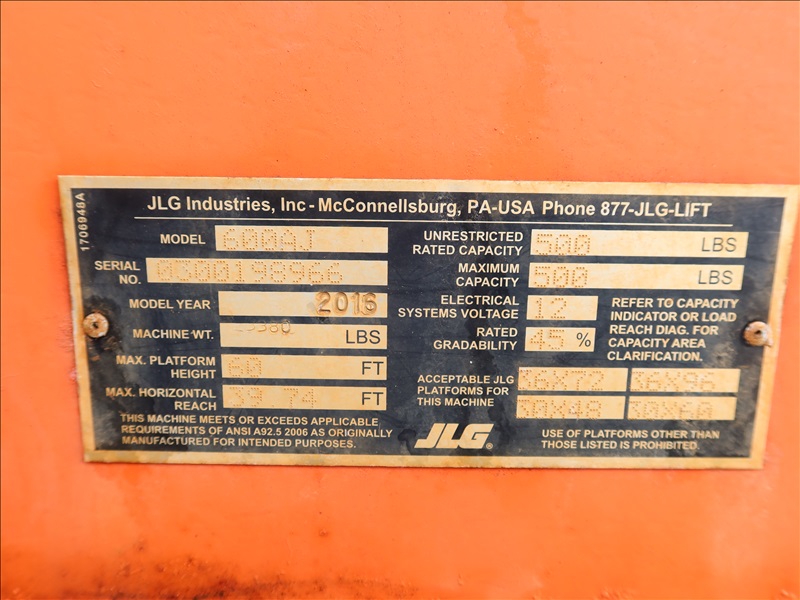 JLG Industries, Inc - McConnellsburg, PA-USA Phone 877-JLG-LIFT
1706948A
MODEL 600AJ
SERIAL NO. 0300198966
MODEL YEAR 2016
MACHINE WT. LBS
MAX. PLATFORM HEIGHT 60 FT
MAX. HORIZONTAL REACH 39 74 FT
THIS MACHINE MEETS OR EXCEEDS APPLICABLE
REQUIREMENTS OF ANSI A92.5 2006 AS ORIGINALLY
MANUFACTURED FOR INTENDED PURPOSES.
UNRESTRICTED
RATED CAPACITY 500 LBS
MAXIMUM
CAPACITY 500 LBS
ELECTRICAL
SYSTEMS VOLTAGE 12
RATED
GRADABILITY 45 %
REFER TO CAPACITY
INDICATOR OR LOAD
REACH DIAG. FOR
CAPACITY AREA
CLARIFICATION.
ACCEPTABLE JLG
PLATFORMS FOR
THIS MACHINE
36X72 36X96
30X48 30X60
JLG®
USE OF PLATFORMS OTHER THAN
THOSE LISTED IS PROHIBITED.